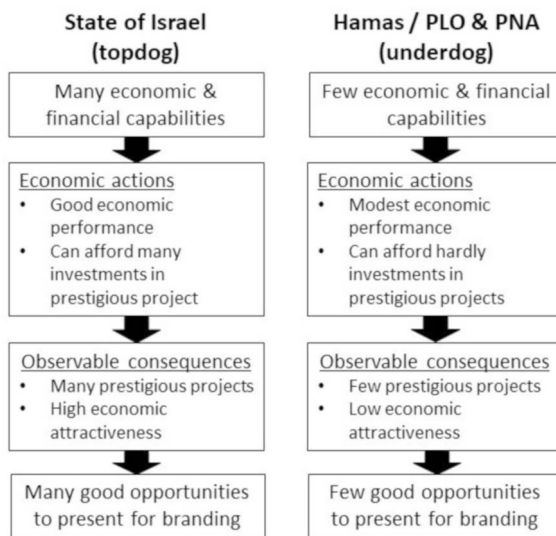 State of Israel
(topdog)
Many economic &
financial capabilities
Economic actions
• Good economic
performance
• Can afford many
investments in
prestigious project
Observable consequences
• Many prestigious projects
• High economic
attractiveness
Many good opportunities
to present for branding
Hamas / PLO & PNA
(underdog)
Few economic & financial
capabilities
Economic actions
• Modest economic
performance
• Can afford hardly
investments in
prestigious projects
Observable consequences
• Few prestigious projects
• Low economic
attractiveness
Few good opportunities
to present for branding